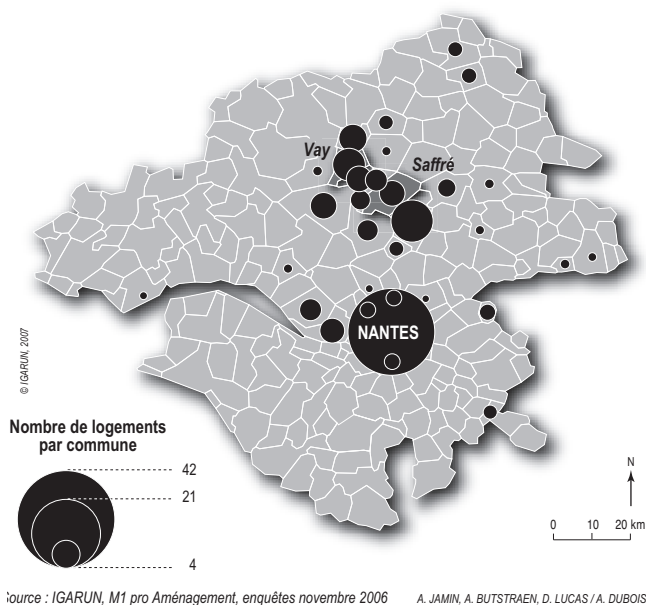 Vay
Saffré
NANTES
© IGARUN, 2007
Nombre de logements
par commune
42
21
4
N
0 10 20 km
Source : IGARUN, M1 pro Aménagement, enquêtes novembre 2006
A. JAMIN, A. BUTSTRAEN, D. LUCAS / A. DUBOIS